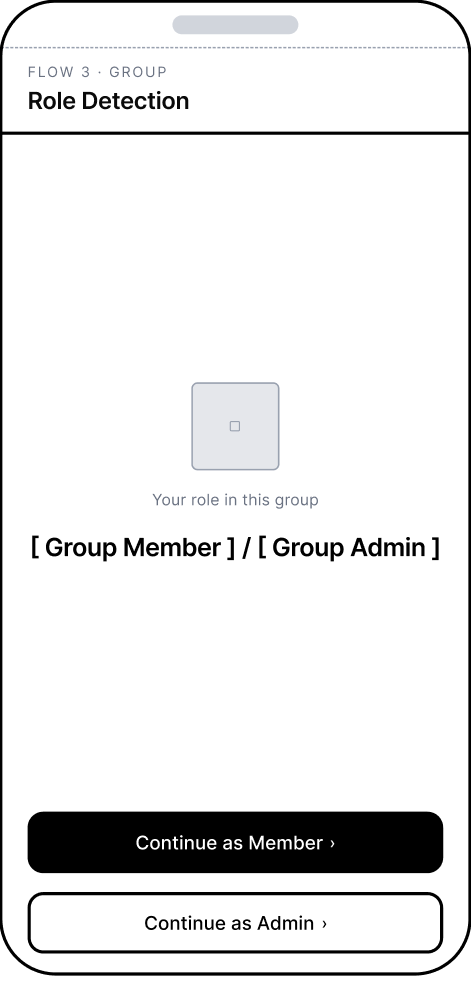 FLOW 3 · GROUP
Role Detection
Your role in this group
[ Group Member ] / [ Group Admin ]
Continue as Member ›
Continue as Admin ›